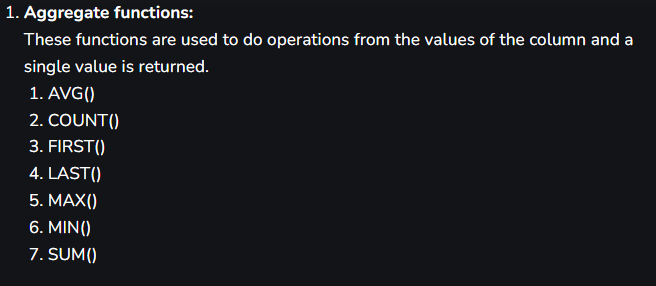 1. Aggregate functions:
These functions are used to do operations from the values of the column and a
single value is returned.
1. AVG()
2. COUNT()
3. FIRST()
4. LAST()
5. MAX()
6. MIN()
7. SUM()